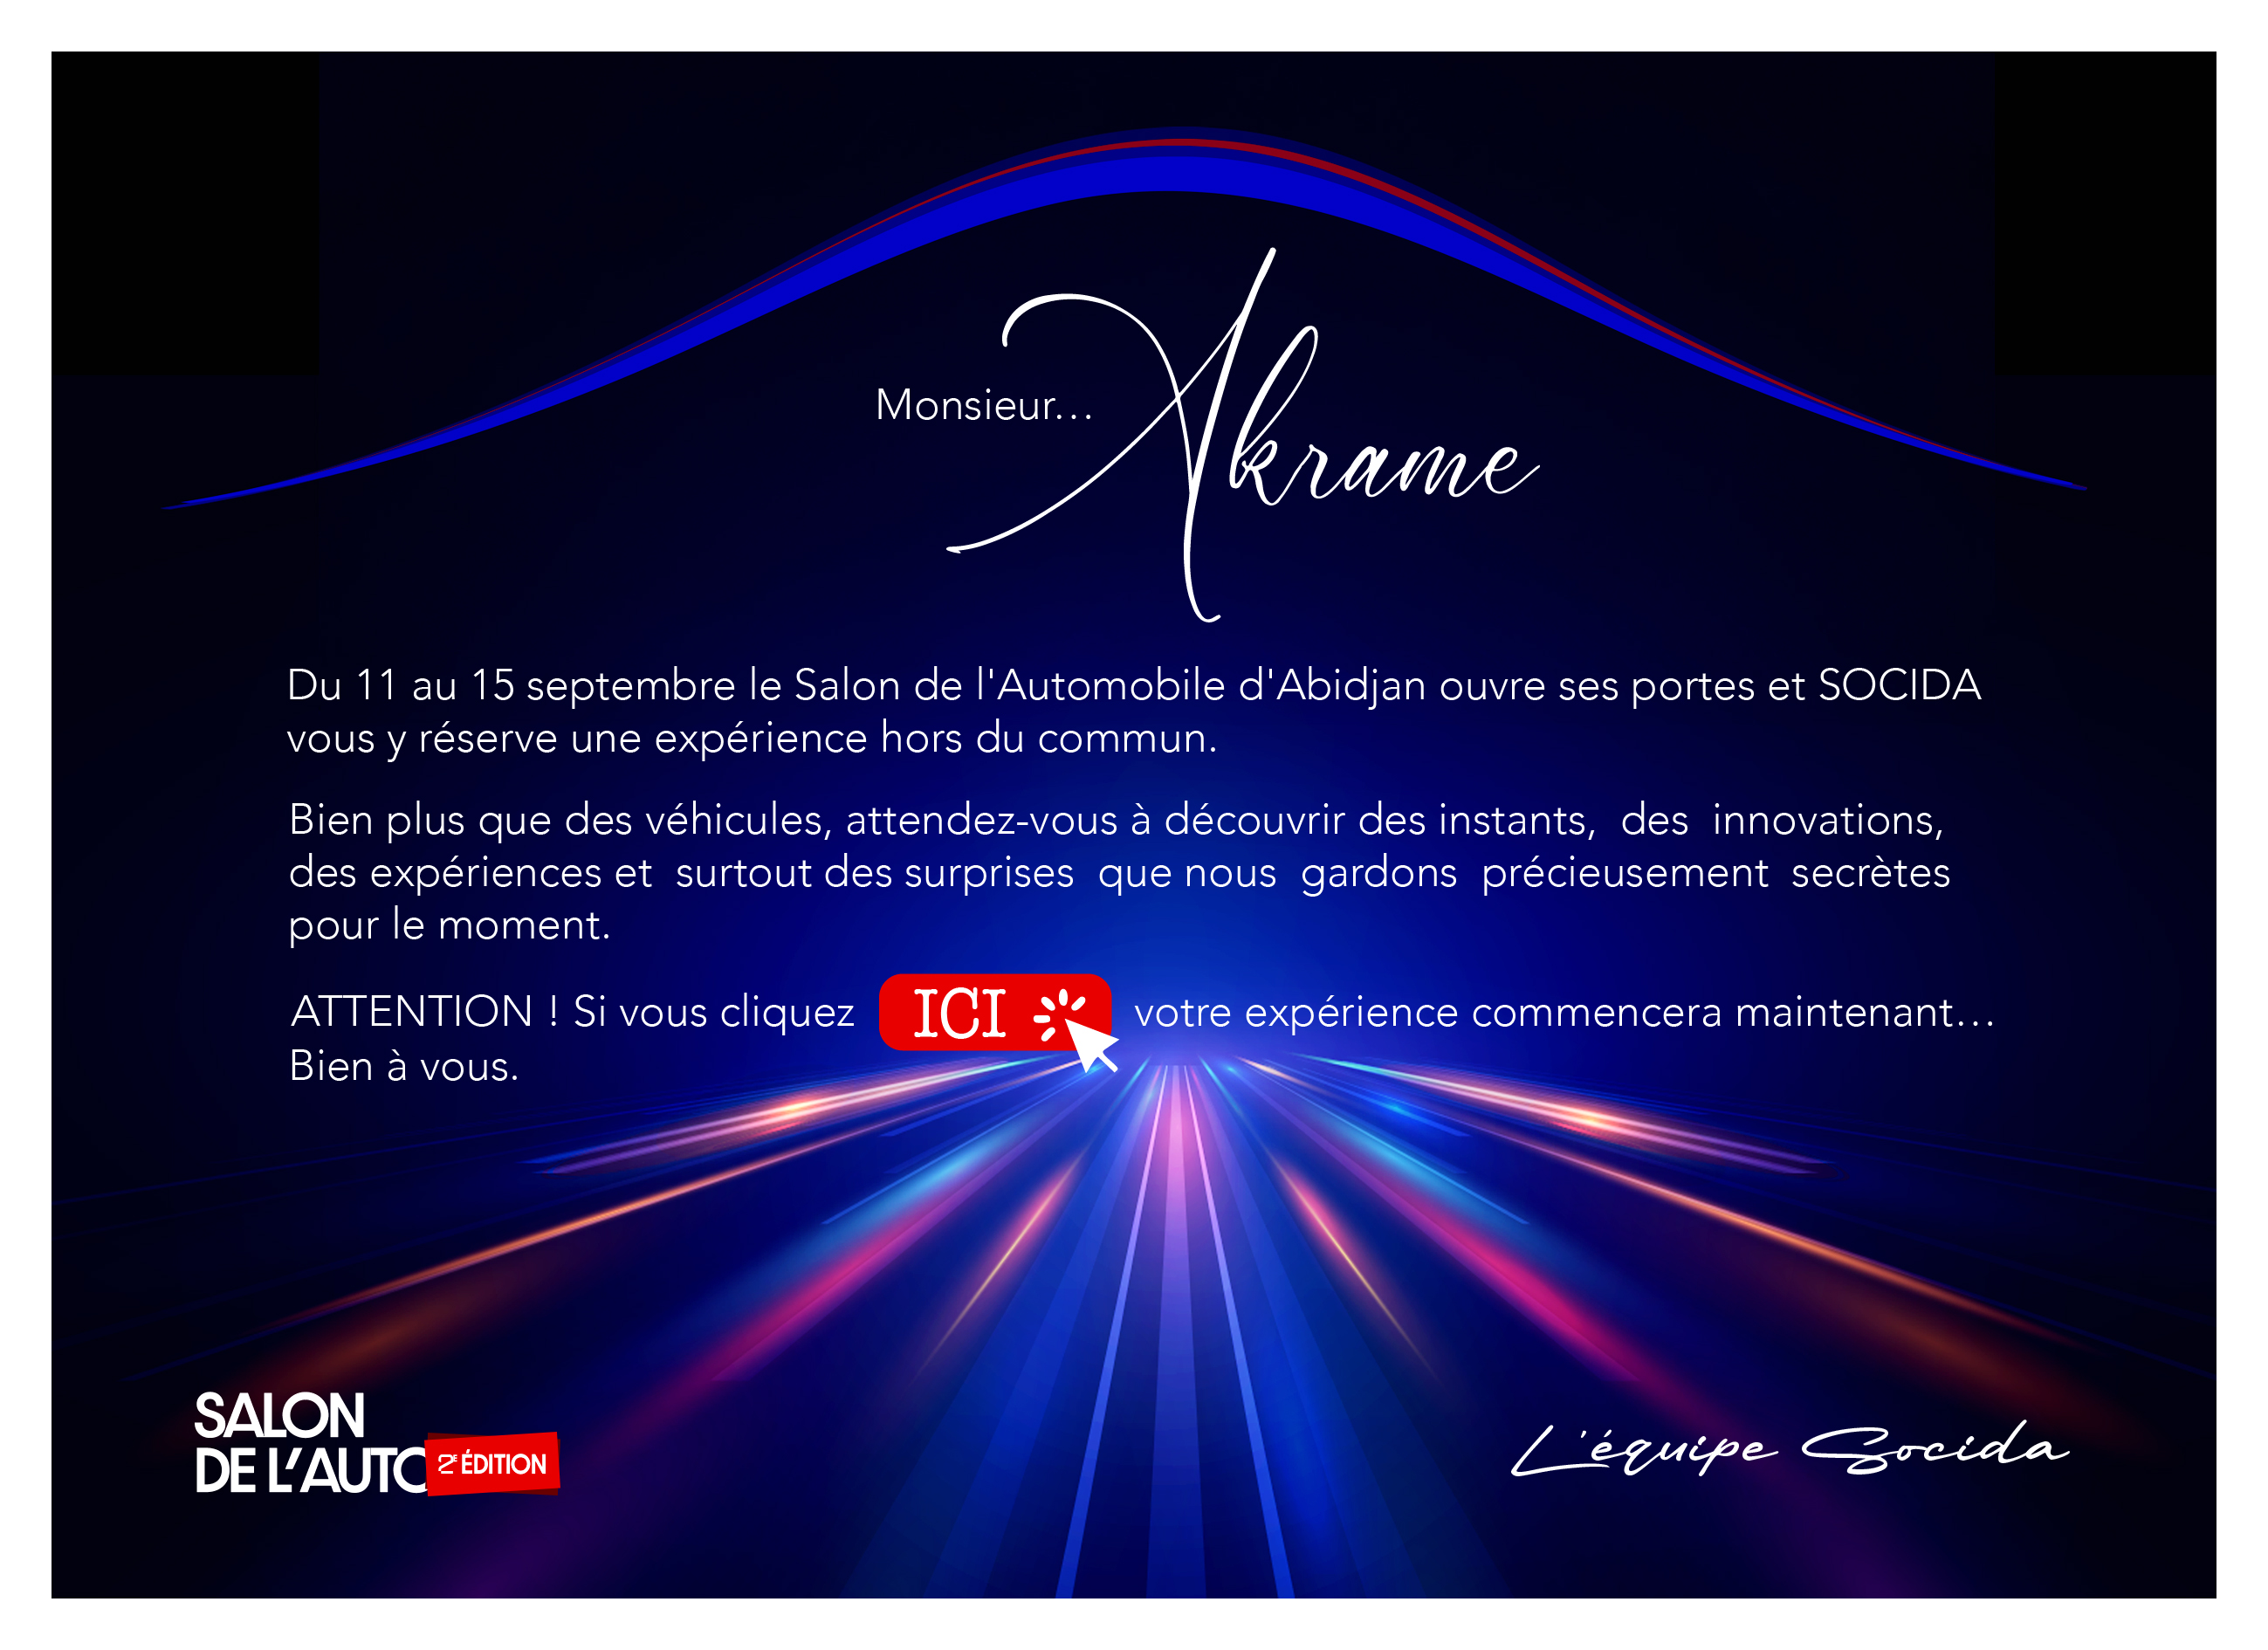 Monsieur...
Akrame
Du 11 au 15 septembre le Salon de l'Automobile d'Abidjan ouvre ses portes et SOCIDA
vous y réserve une expérience hors du commun.
Bien plus que des véhicules, attendez-vous à découvrir des instants, des innovations,
des expériences et surtout des surprises que nous gardons précieusement secrètes
pour le moment.
ATTENTION ! Si vous cliquez ICI votre expérience commencera maintenant...
Bien à vous.
SALON
DE L'AUTO
2E ÉDITION
L'équipe Socida